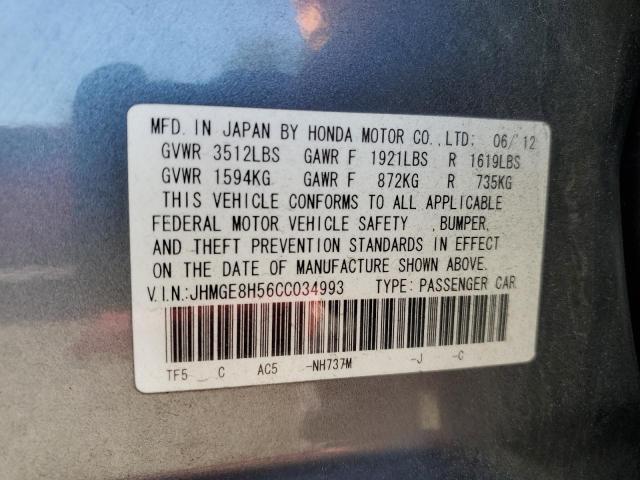 MFD. IN JAPAN BY HONDA MOTOR CO.,LTD: 06/'12
GVWR 3512LBS GAWR F 1921LBS R 1619LBS
GVWR 1594KG GAWR F 872KG R 735KG
THIS VEHICLE CONFORMS TO ALL APPLICABLE
FEDERAL MOTOR VEHICLE SAFETY ,BUMPER,
AND THEFT PREVENTION STANDARDS IN EFFECT
ON THE DATE OF MANUFACTURE SHOWN ABOVE.
V.I.N:JHMGE8H56CC034993 TYPE: PASSENGER CAR
TF5 C AC5 -NH737M -J -C